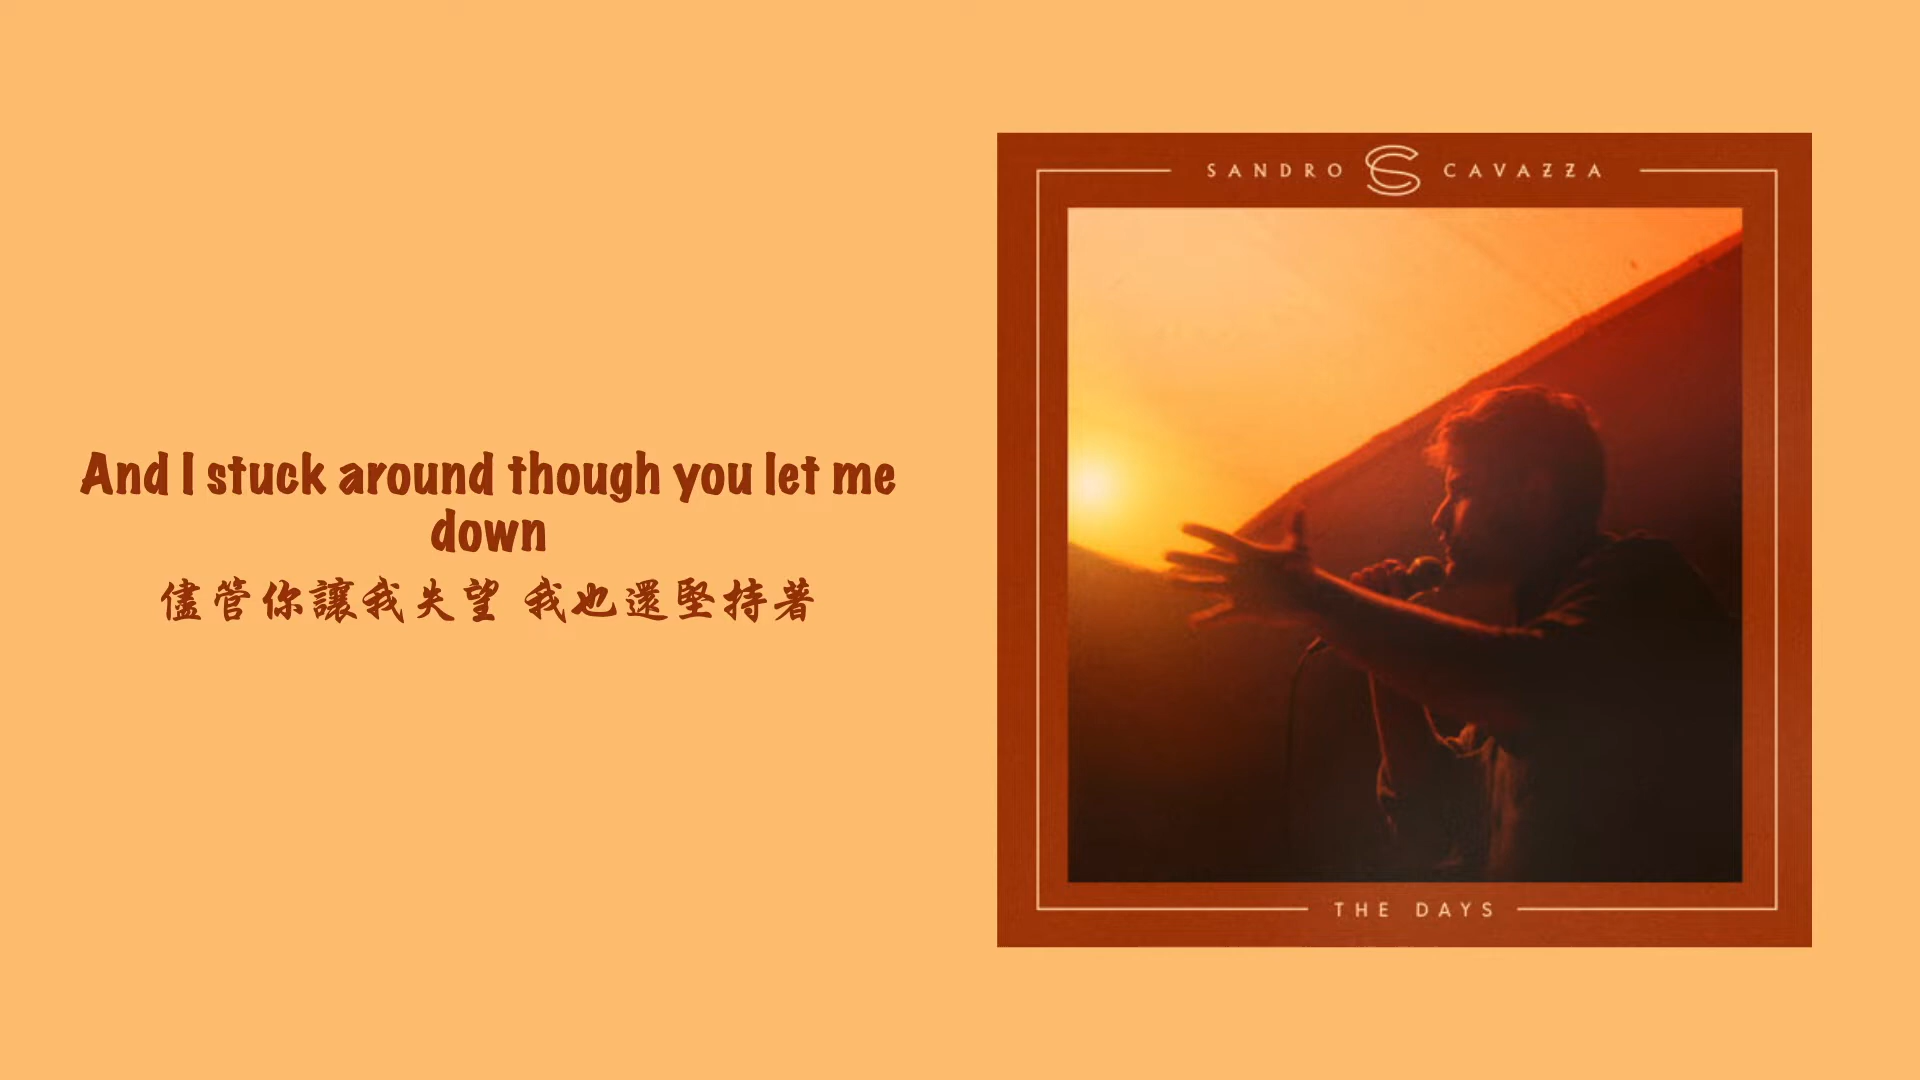 And I stuck around though you let me
down
儘管你讓我失望 我也還堅持著
SANDRO CAVAZZA
THE DAYS